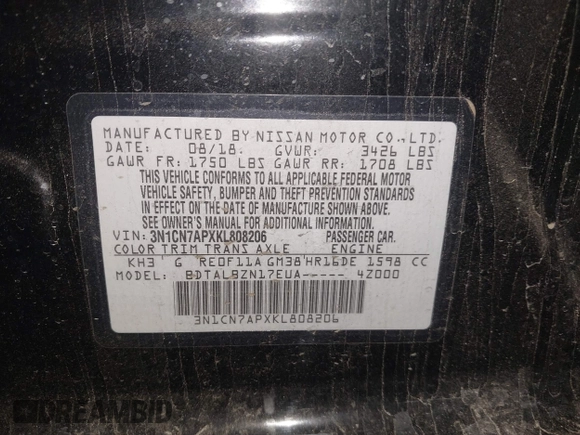 MANUFACTURED BY NISSAN MOTOR CO.,LTD.
DATE: 08/18. GVWR: 3426 LBS
GAWR FR: 1750 LBS GAWR RR: 1708 LBS
THIS VEHICLE CONFORMS TO ALL APPLICABLE FEDERAL MOTOR
VEHICLE SAFETY, BUMPER AND THEFT PREVENTION STANDARDS
IN EFFECT ON THE DATE OF MANUFACTURE SHOWN ABOVE.
SEE OWNER'S MANUAL FOR ADDITIONAL INFORMATION.
VIN: 3N1CN7APXKL808206 PASSENGER CAR.
COLOR TRIM TRANS AXLE ENGINE
KH3 G RE0F11A GM38 HR16DE 1598 CC
MODEL: BDTALBZN17EUA----- 4Z000
3N1CN7APXKL808206
DREAMBID